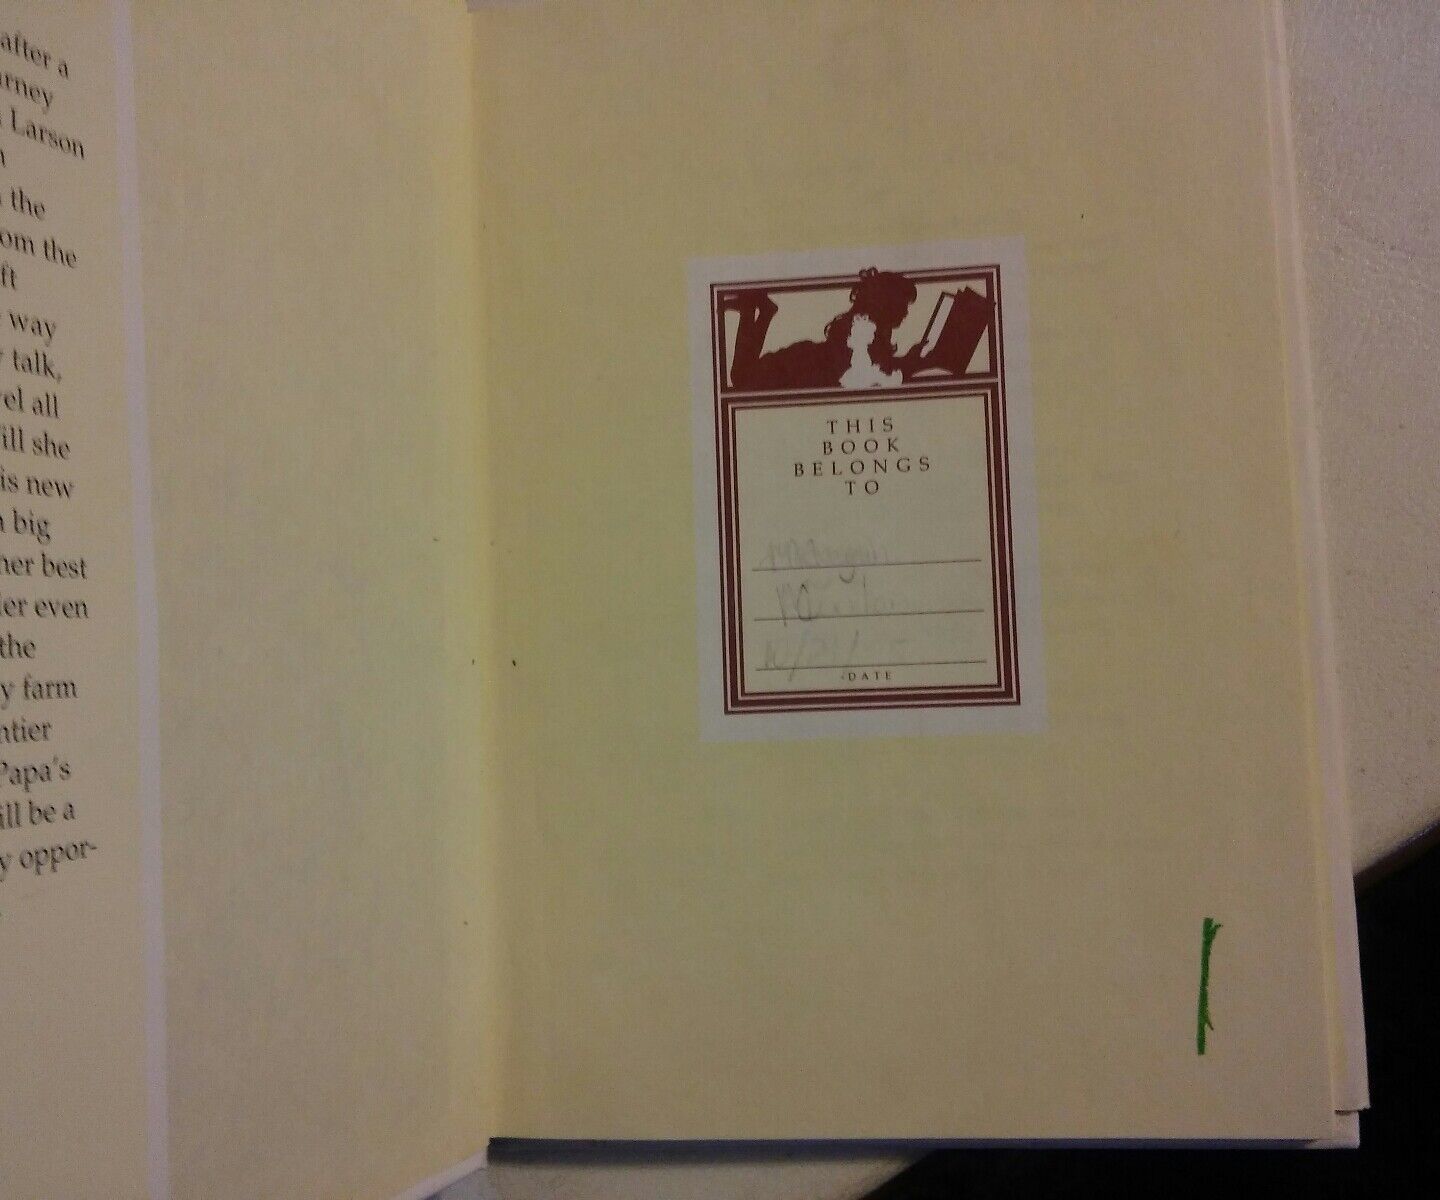 after a
rney
Larson
the
om the
ft
way
talk,
vel all
ill she
is new
big
her best
ier even
the
y farm
ntier
Papa's
ill be a
y oppor-
THIS
BOOK
BELONGS
TO
DATE